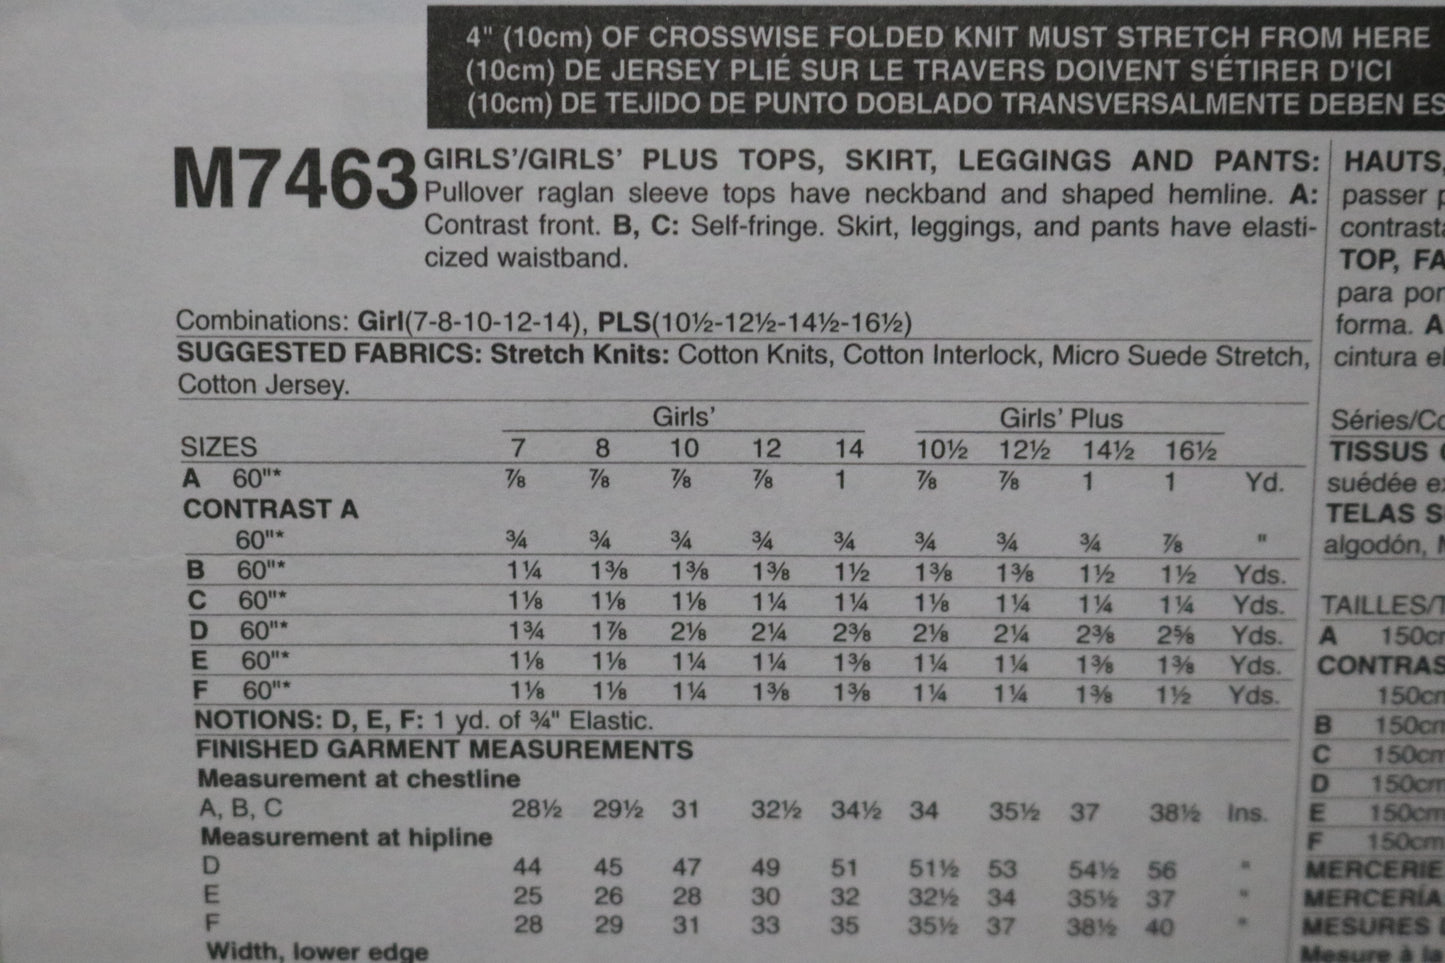 4" (10cm) OF CROSSWISE FOLDED KNIT MUST STRETCH FROM HERE
(10cm) DE JERSEY PLIÉ SUR LE TRAVERS DOIVENT S'ÉTIRER D'ICI
(10cm) DE TEJIDO DE PUNTO DOBLADO TRANSVERSALMENTE DEBEN ES
M7463
GIRLS'/GIRLS' PLUS TOPS, SKIRT, LEGGINGS AND PANTS:
Pullover raglan sleeve tops have neckband and shaped hemline. A:
Contrast front. B, C: Self-fringe. Skirt, leggings, and pants have elasti-
cized waistband.
Combinations: Girl(7-8-10-12-14), PLS(10½-12½-14½-16½)
SUGGESTED FABRICS: Stretch Knits: Cotton Knits, Cotton Interlock, Micro Suede Stretch,
Cotton Jersey.
Girls' Girls' Plus
SIZES 7 8 10 12 14 10½ 12½ 14½ 16½
A 60"* ⅞ ⅞ ⅞ ⅞ 1 ⅞ ⅞ 1 1 Yd.
CONTRAST A
60"* ¾ ¾ ¾ ¾ ¾ ¾ ¾ ¾ ⅞ "
B 60"* 1¼ 1⅜ 1⅜ 1⅜ 1½ 1⅜ 1⅜ 1½ 1½ Yds.
C 60"* 1⅛ 1⅛ 1⅛ 1¼ 1¼ 1⅛ 1¼ 1¼ 1¼ Yds.
D 60"* 1¾ 1⅞ 2⅛ 2¼ 2⅜ 2⅛ 2¼ 2⅜ 2⅝ Yds.
E 60"* 1⅛ 1⅛ 1¼ 1¼ 1⅜ 1¼ 1¼ 1⅜ 1⅜ Yds.
F 60"* 1⅛ 1⅛ 1¼ 1⅜ 1⅜ 1¼ 1¼ 1⅜ 1½ Yds.
NOTIONS: D, E, F: 1 yd. of ¾" Elastic.
FINISHED GARMENT MEASUREMENTS
Measurement at chestline
A, B, C 28½ 29½ 31 32½ 34½ 34 35½ 37 38½ Ins.
Measurement at hipline
D 44 45 47 49 51 51½ 53 54½ 56 "
E 25 26 28 30 32 32½ 34 35½ 37 "
F 28 29 31 33 35 35½ 37 38½ 40 "
Width, lower edge
HAUTS,
passer p
contrasta
TOP, FA
para por
forma. A
cintura el
Séries/Co
TISSUS
suédée ex
TELAS S
algodón, M
TAILLES/T
A 150cm
CONTRAS
150cm
B 150cm
C 150cm
D 150cm
E 150cm
F 150cm
MERCERIE
MERCERÍA
MESURES
Mesure à la